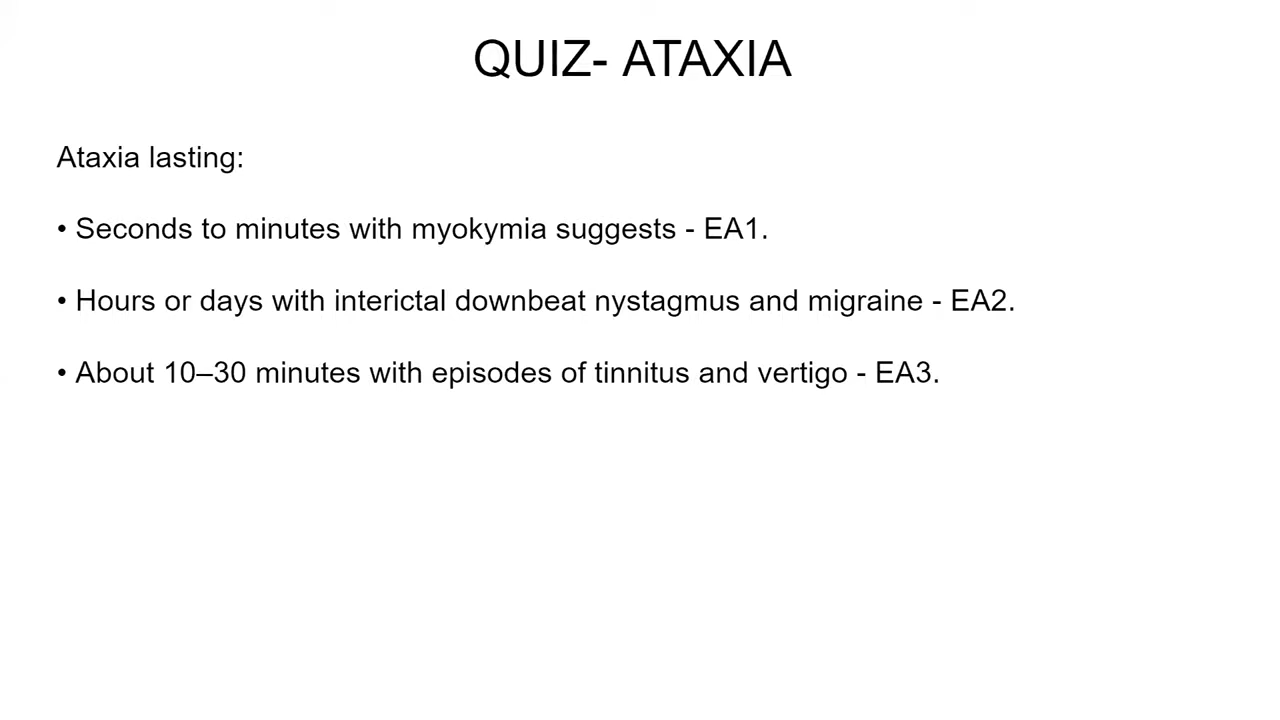 QUIZ- ATAXIA
Ataxia lasting:
• Seconds to minutes with myokymia suggests - EA1.
• Hours or days with interictal downbeat nystagmus and migraine - EA2.
• About 10–30 minutes with episodes of tinnitus and vertigo - EA3.